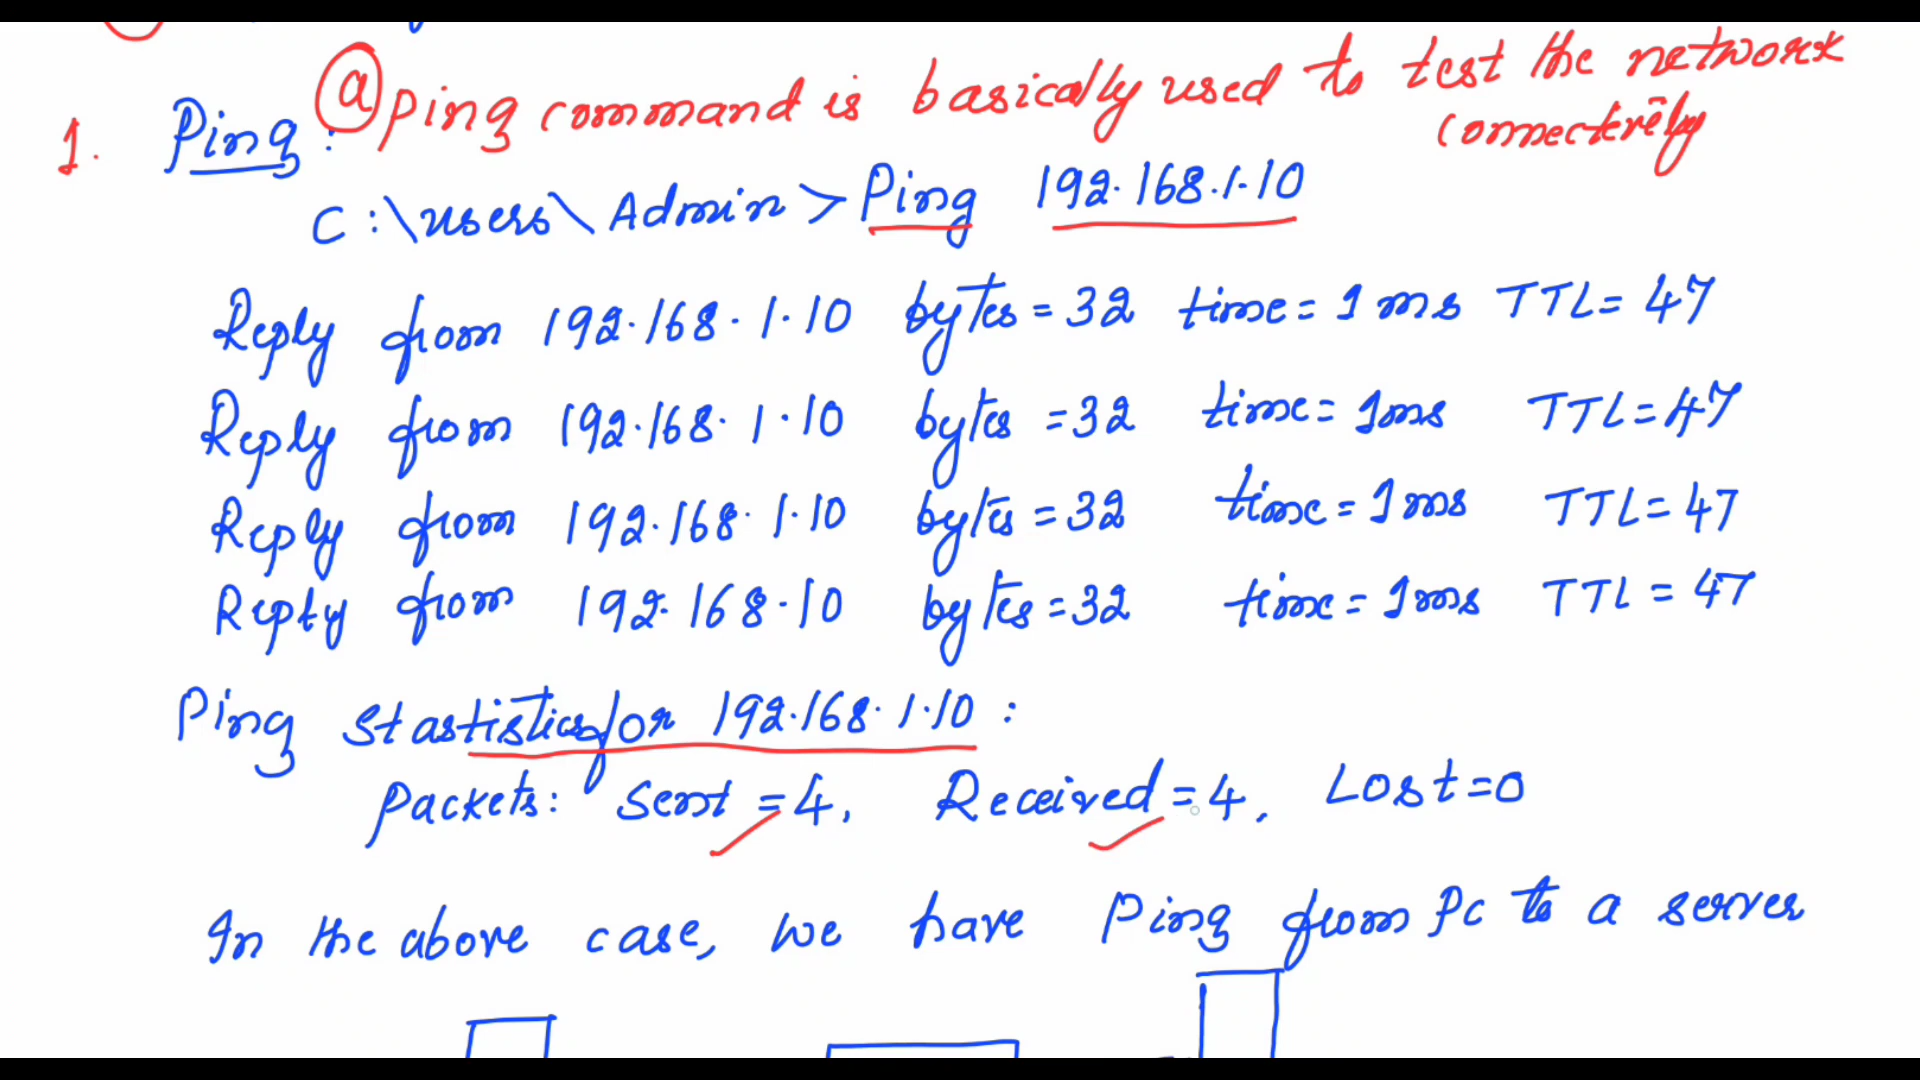 @ Ping command is basically used to test the network
connectevily
1. Ping:
C:\users\Admin>Ping 192.168.1.10
Reply from 192.168.1.10 bytes=32 time=1ms TTL=47
Reply from 192.168.1.10 bytes=32 time=1ms TTL=47
Reply from 192.168.1.10 bytes=32 time=1ms TTL=47
Repty from 192.168.10 bytes=32 time=1ms TTL=47
Ping Stastistics for 192.168.1.10:
Packets: Sent=4, Received=4, Lost=0
In the above case, we have Ping from Pc to a server